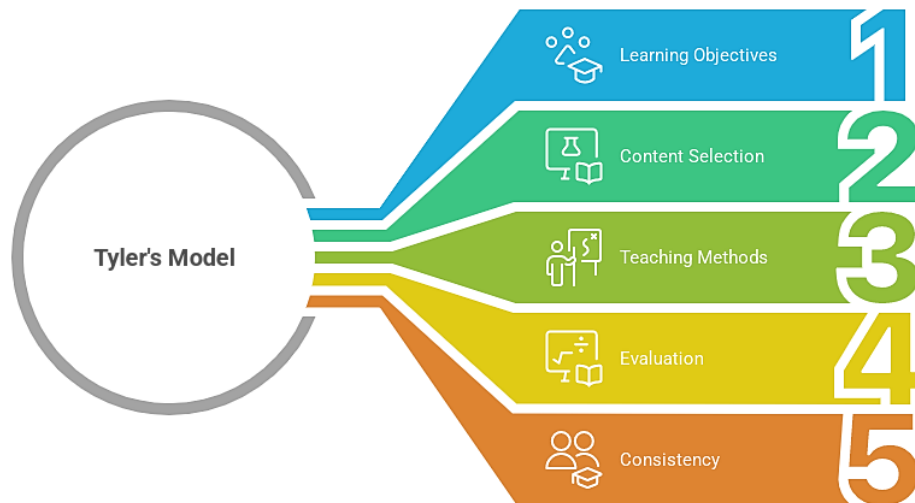 Tyler's Model
Learning Objectives
1
Content Selection
2
Teaching Methods
3
Evaluation
4
Consistency
5